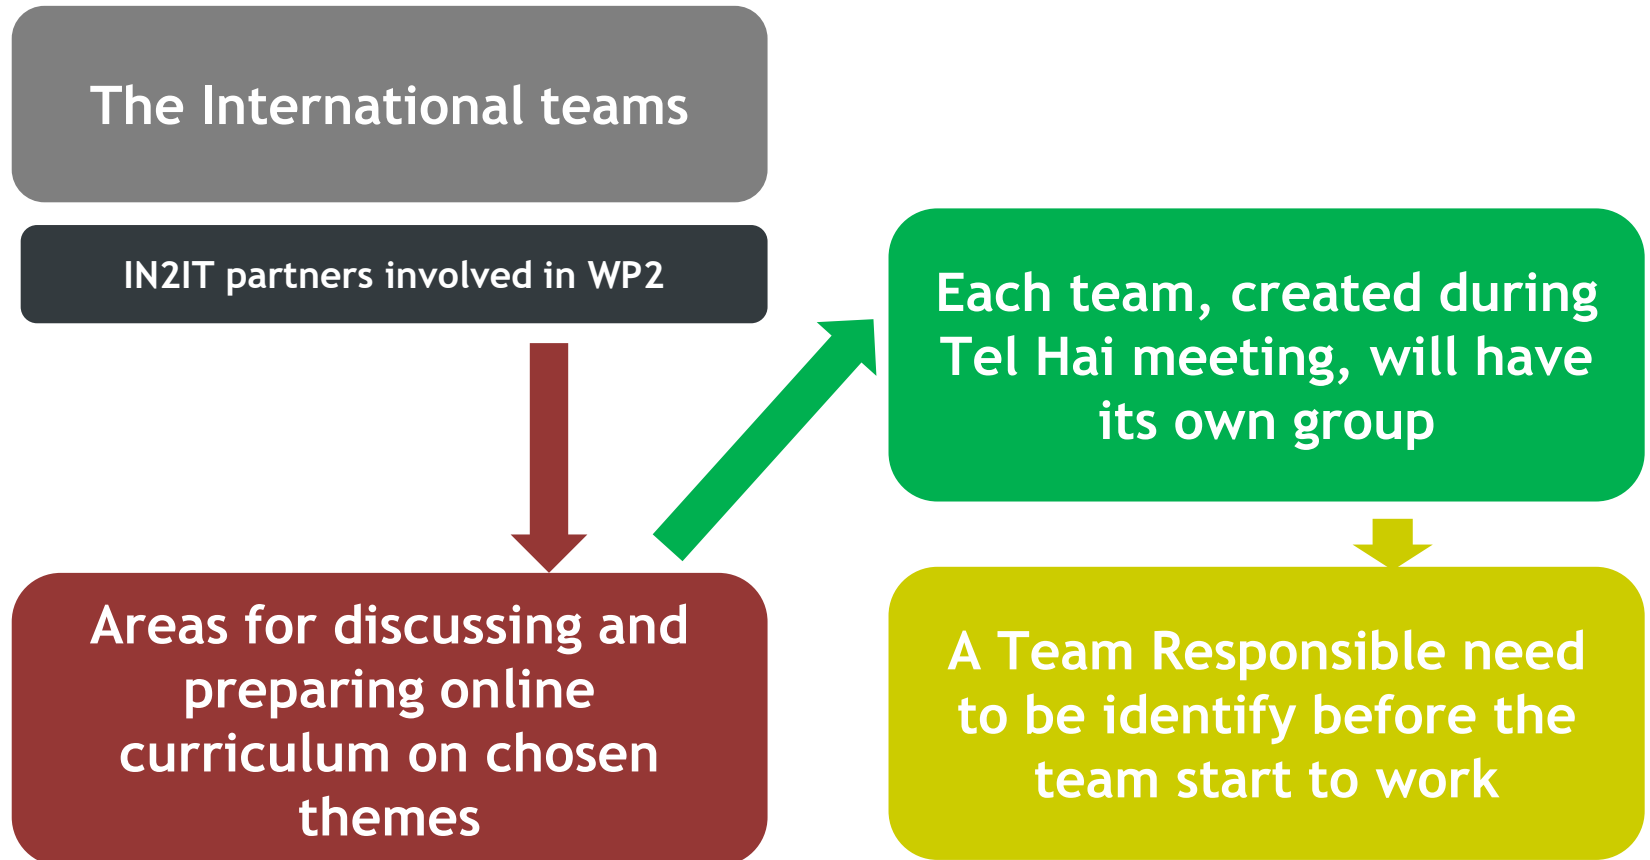 The International teams
IN2IT partners involved in WP2
Areas for discussing and
preparing online
curriculum on chosen
themes
Each team, created during
Tel Hai meeting, will have
its own group
A Team Responsible need
to be identify before the
team start to work